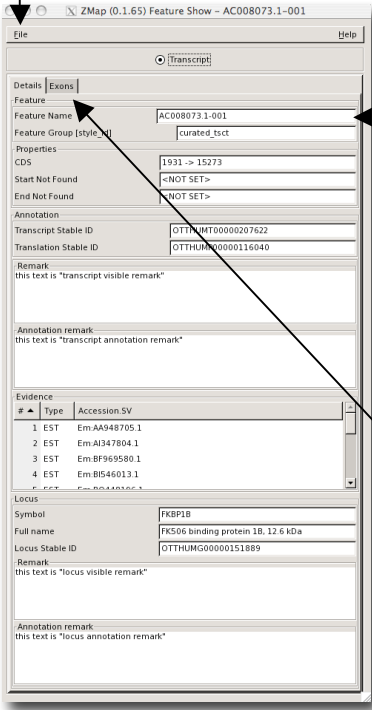 ZMap (0.1.65) Feature Show - AC008073.1-001
File Help
Transcript
Details Exons
Feature
Feature Name AC008073.1-001
Feature Group [style_id] curated_tsct
Properties
CDS 1931 -> 15273
Start Not Found <NOT SET>
End Not Found <NOT SET>
Annotation
Transcript Stable ID OTTHUMT00000207622
Translation Stable ID OTTHUMP00000116040
Remark
this text is "transcript visible remark"
Annotation remark
this text is "transcript annotation remark"
Evidence
# Type Accession.SV
1 EST Em:AA948705.1
2 EST Em:AI347804.1
3 EST Em:BF969580.1
4 EST Em:BI546013.1
EST
Locus
Symbol FKBP1B
Full name FK506 binding protein 1B, 12.6 kDa
Locus Stable ID OTTHUMG00000151889
Remark
this text is "locus visible remark"
Annotation remark
this text is "locus annotation remark"